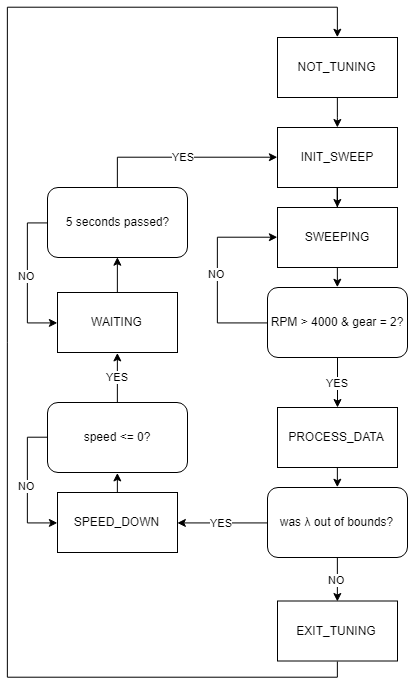 NOT_TUNING
YES
INIT_SWEEP
5 seconds passed?
SWEEPING
NO
NO
WAITING
RPM > 4000 & gear = 2?
YES
YES
speed <= 0?
PROCESS_DATA
NO
SPEED_DOWN
YES
was λ out of bounds?
NO
EXIT_TUNING